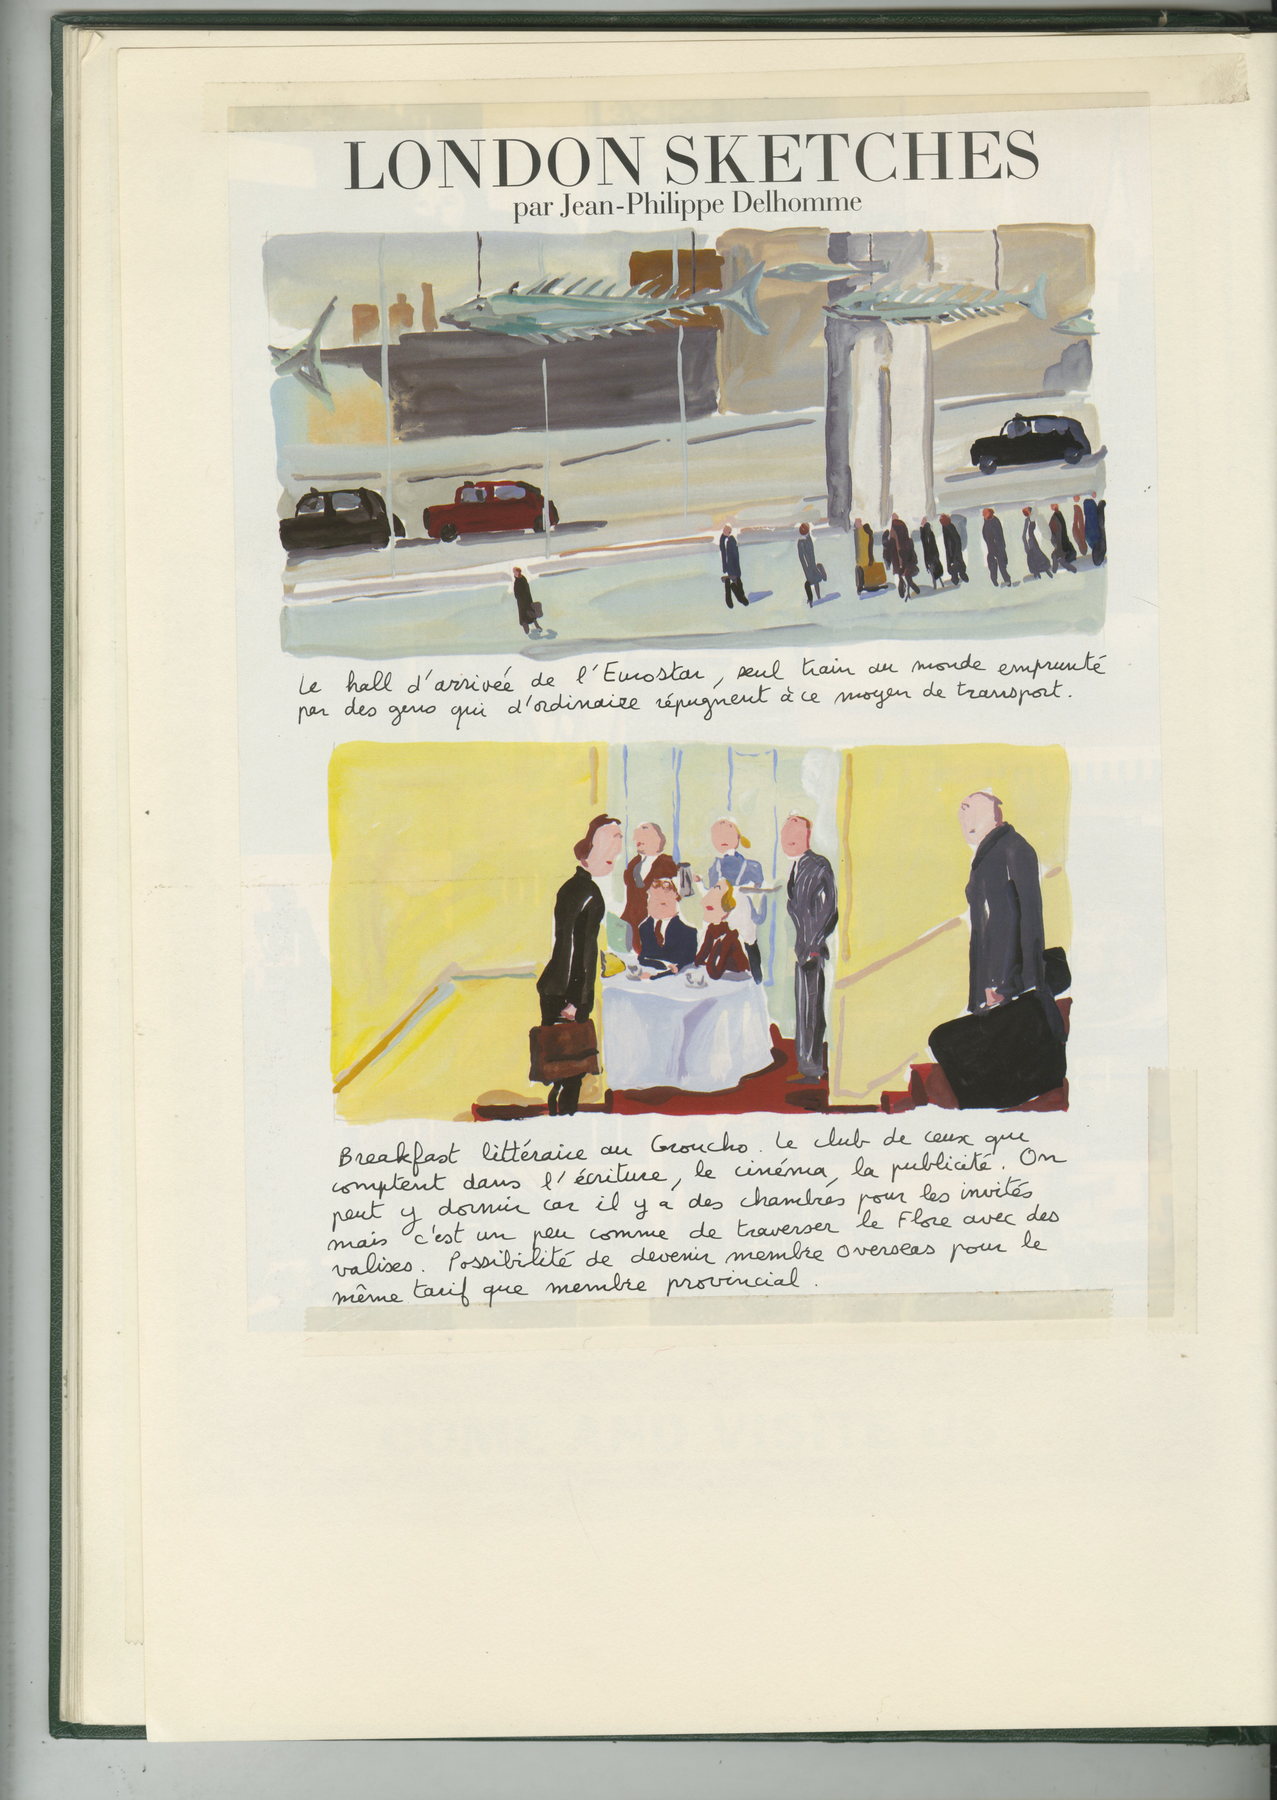 LONDON SKETCHES
par Jean-Philippe Delhomme
Le hall d'arrivée de l'Eurostar, seul train au monde emprunté
par des gens qui d'ordinaire répugnent à ce moyen de transport.
Breakfast littéraire au Groucho. Le club de ceux qui
comptent dans l'écriture, le cinéma, la publicité. On
peut y dormir car il y a des chambres pour les invités
mais c'est un peu comme de traverser le Flore avec des
valises. Possibilité de devenir membre overseas pour le
même tarif que membre provincial.